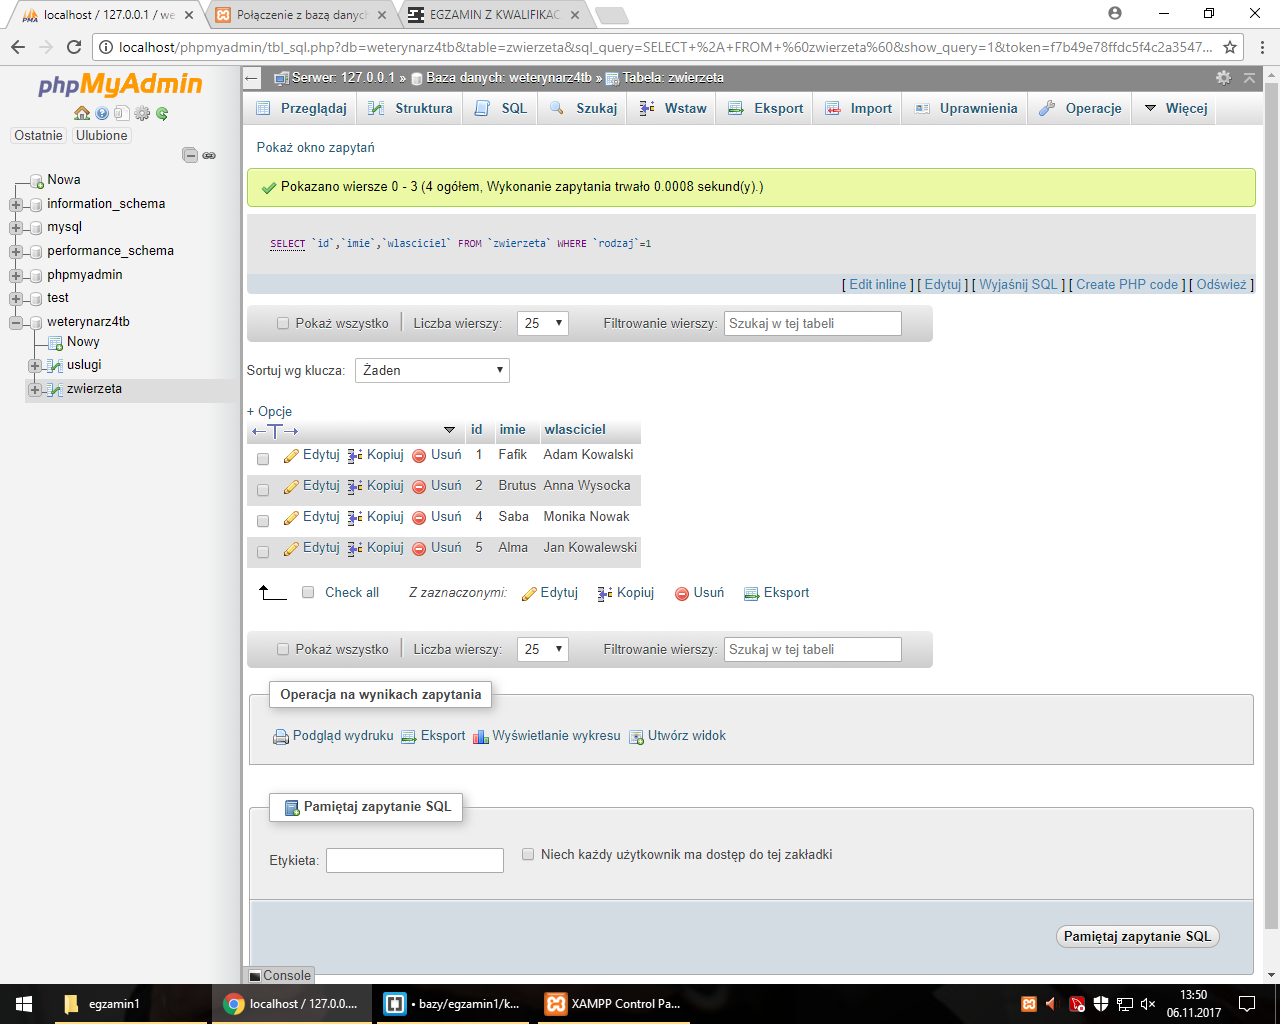 localhost / 127.0.0.1 / we
Połączenie z bazą danych
EGZAMIN Z KWALIFIKAC
localhost/phpmyadmin/tbl_sql.php?db=weterynarz4tb&table=zwierzeta&sql_query=SELECT+%2A+FROM+%60zwierzeta%60&show_query=1&token=f7b49e78ffdc5f4c2a3547...
phpMyAdmin
Ostatnie Ulubione
Nowa
information_schema
mysql
performance_schema
phpmyadmin
test
weterynarz4tb
Nowy
uslugi
zwierzeta
Serwer: 127.0.0.1 » Baza danych: weterynarz4tb » Tabela: zwierzeta
Przeglądaj Struktura SQL Szukaj Wstaw Eksport Import Uprawnienia Operacje Więcej
Pokaż okno zapytań
Pokazano wiersze 0 - 3 (4 ogółem, Wykonanie zapytania trwało 0.0008 sekund(y).)
SELECT `id`,`imie`,`wlasciciel` FROM `zwierzeta` WHERE `rodzaj`=1
[ Edit inline ] [ Edytuj ] [ Wyjaśnij SQL ] [ Create PHP code ] [ Odśwież ]
Pokaż wszystko Liczba wierszy: 25 Filtrowanie wierszy: Szukaj w tej tabeli
Sortuj wg klucza: Żaden
+ Opcje
←T→ id imie wlasciciel
Edytuj Kopiuj Usuń 1 Fafik Adam Kowalski
Edytuj Kopiuj Usuń 2 Brutus Anna Wysocka
Edytuj Kopiuj Usuń 4 Saba Monika Nowak
Edytuj Kopiuj Usuń 5 Alma Jan Kowalewski
Check all Z zaznaczonymi: Edytuj Kopiuj Usuń Eksport
Pokaż wszystko Liczba wierszy: 25 Filtrowanie wierszy: Szukaj w tej tabeli
Operacja na wynikach zapytania
Podgląd wydruku Eksport Wyświetlanie wykresu Utwórz widok
Pamiętaj zapytanie SQL
Etykieta: Niech każdy użytkownik ma dostęp do tej zakładki
Pamiętaj zapytanie SQL
Console
egzamin1
localhost / 127.0.0....
• bazy/egzamin1/k...
XAMPP Control Pa...
13:50
06.11.2017